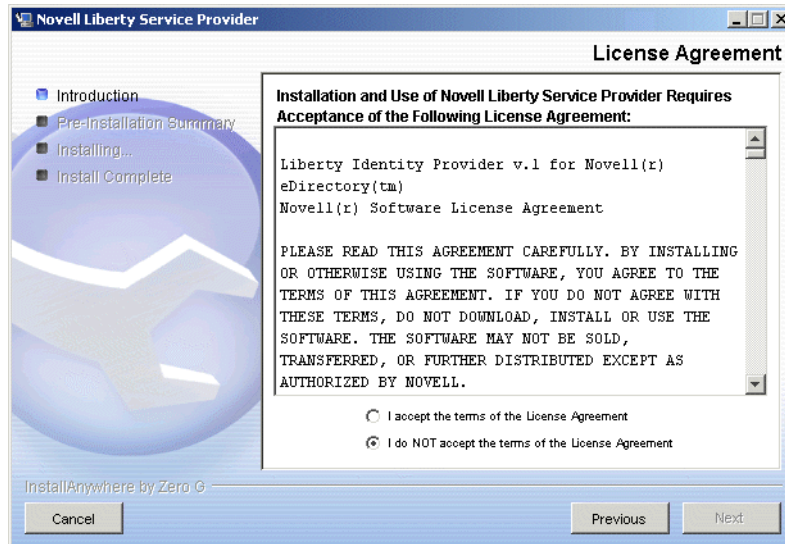 Novell Liberty Service Provider
License Agreement
Introduction
Pre-Installation Summary
Installing...
Install Complete
Installation and Use of Novell Liberty Service Provider Requires
Acceptance of the Following License Agreement:
Liberty Identity Provider v.1 for Novell(r)
eDirectory(tm)
Novell(r) Software License Agreement
PLEASE READ THIS AGREEMENT CAREFULLY. BY INSTALLING
OR OTHERWISE USING THE SOFTWARE, YOU AGREE TO THE
TERMS OF THIS AGREEMENT. IF YOU DO NOT AGREE WITH
THESE TERMS, DO NOT DOWNLOAD, INSTALL OR USE THE
SOFTWARE. THE SOFTWARE MAY NOT BE SOLD,
TRANSFERRED, OR FURTHER DISTRIBUTED EXCEPT AS
AUTHORIZED BY NOVELL.
I accept the terms of the License Agreement
I do NOT accept the terms of the License Agreement
InstallAnywhere by Zero G
Cancel
Previous
Next